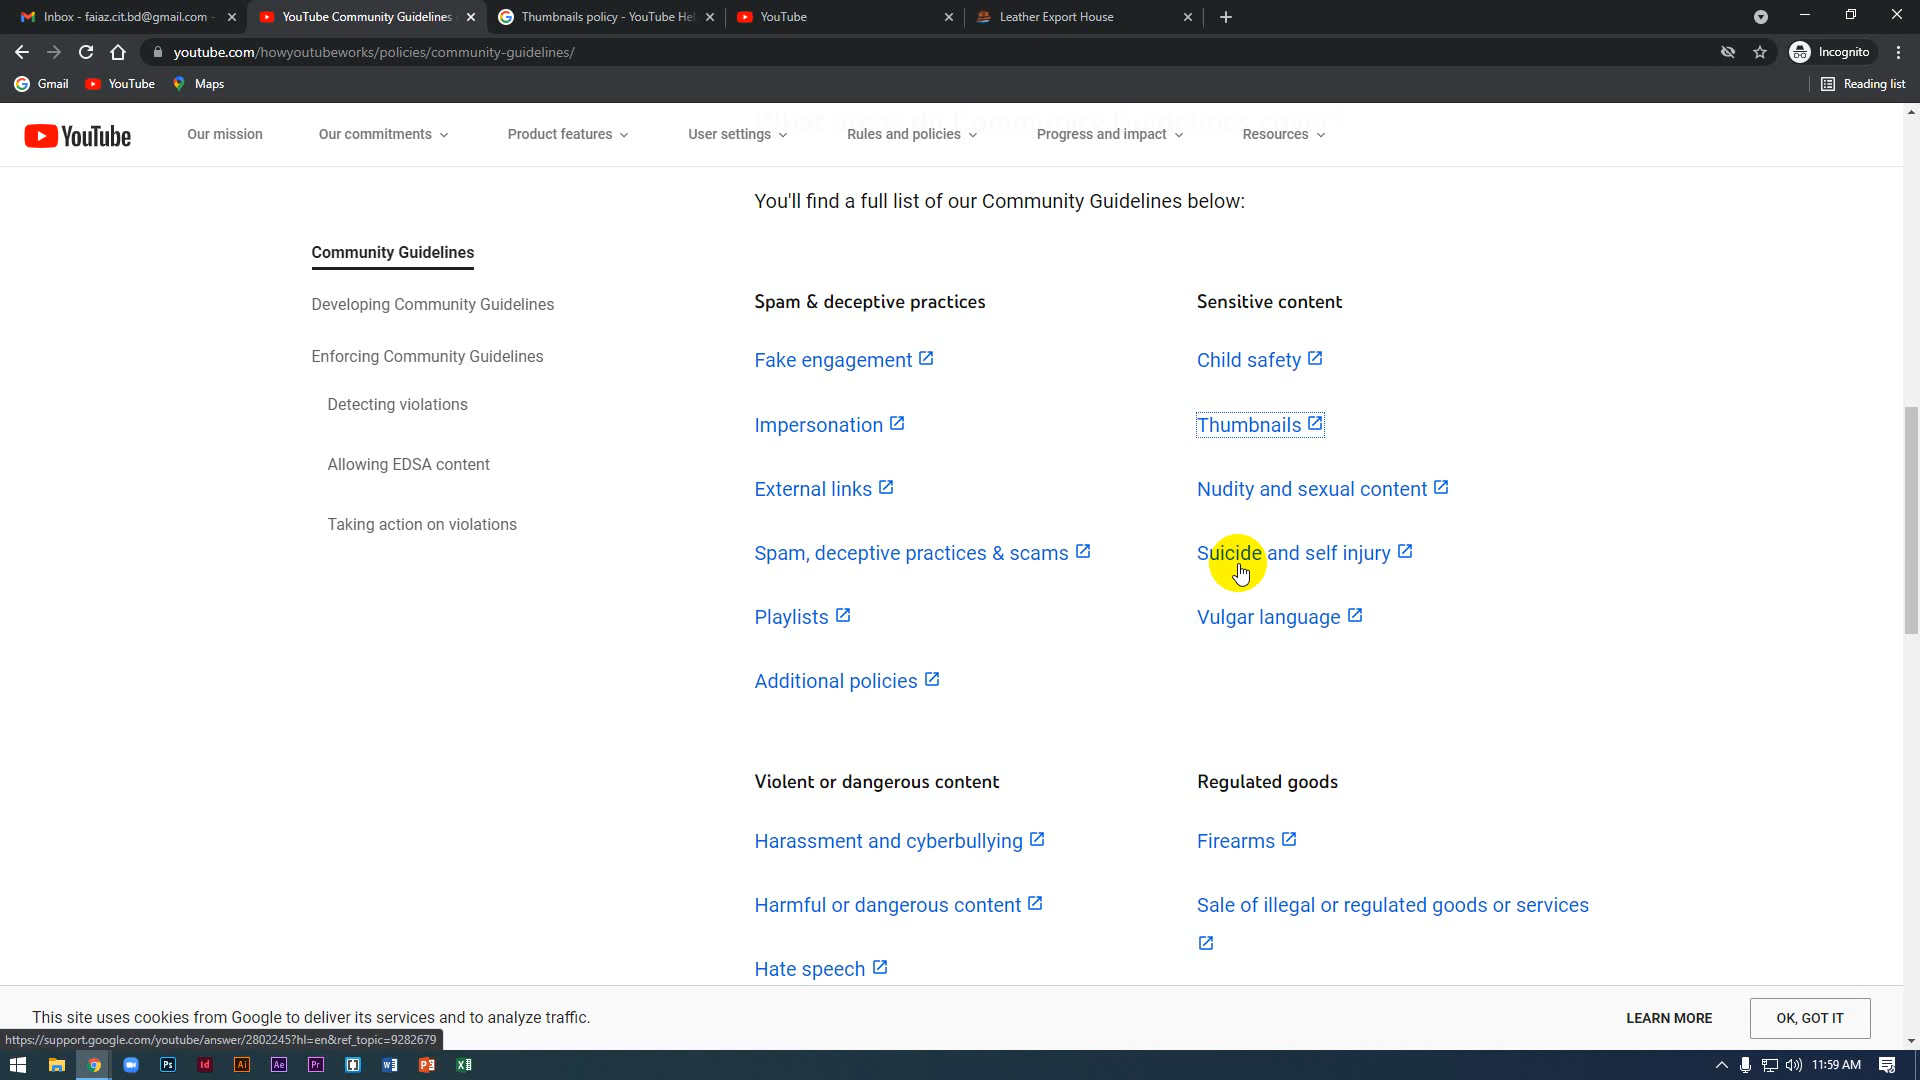 Inbox - faiaz.cit.bd@gmail.com -
YouTube Community Guidelines
Thumbnails policy - YouTube Hel
YouTube
Leather Export House
youtube.com/howyoutubeworks/policies/community-guidelines/
Incognito
Gmail
YouTube
Maps
Reading list
YouTube
Our mission
Our commitments
Product features
User settings
Rules and policies
Progress and impact
Resources
You'll find a full list of our Community Guidelines below:
Community Guidelines
Developing Community Guidelines
Enforcing Community Guidelines
Detecting violations
Allowing EDSA content
Taking action on violations
Spam & deceptive practices
Fake engagement
Impersonation
External links
Spam, deceptive practices & scams
Playlists
Additional policies
Sensitive content
Child safety
Thumbnails
Nudity and sexual content
Suicide and self injury
Vulgar language
Violent or dangerous content
Harassment and cyberbullying
Harmful or dangerous content
Hate speech
Regulated goods
Firearms
Sale of illegal or regulated goods or services
This site uses cookies from Google to deliver its services and to analyze traffic.
LEARN MORE
OK, GOT IT
https://support.google.com/youtube/answer/2802245?hl=en&ref_topic=9282679
Ps
Id
Ai
Ae
Pr
11:59 AM